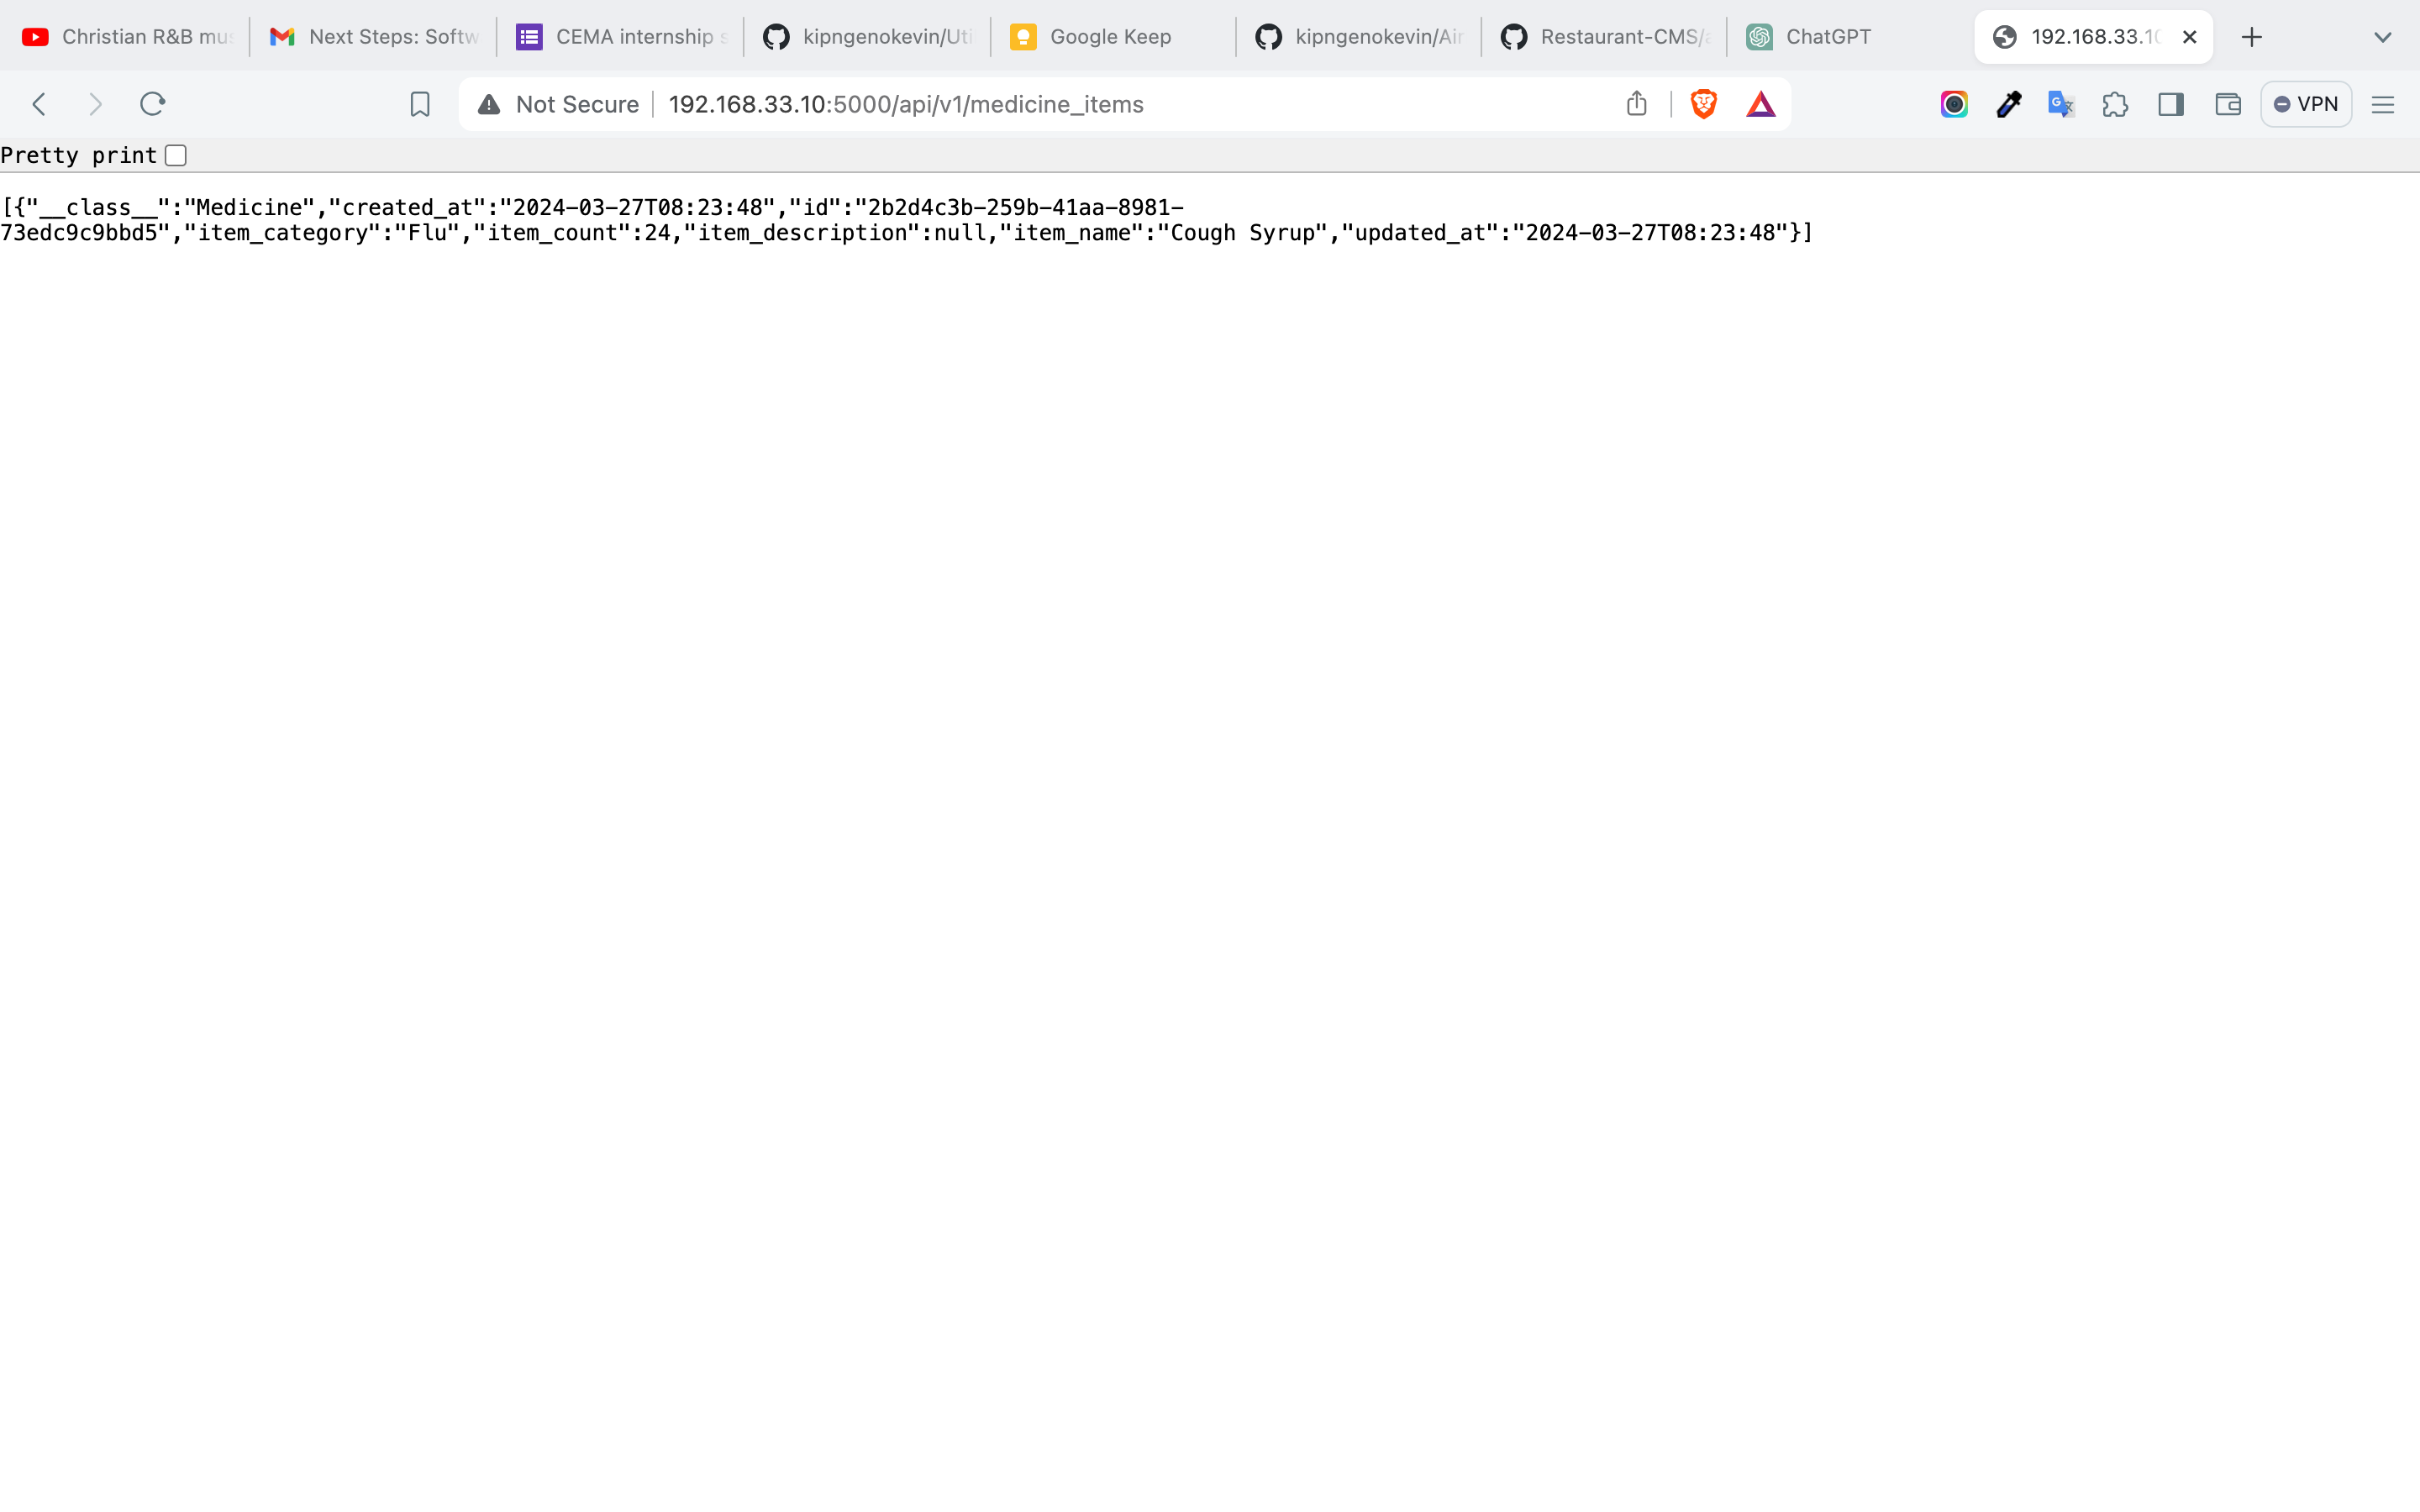 Christian R&B mus
Next Steps: Softw
CEMA internship s
kipngenokevin/Uti
Google Keep
kipngenokevin/Air
Restaurant-CMS/a
ChatGPT
192.168.33.10
Not Secure
192.168.33.10:5000/api/v1/medicine_items
VPN
Pretty print
[{"__class__":"Medicine","created_at":"2024-03-27T08:23:48","id":"2b2d4c3b-259b-41aa-8981-
73edc9c9bbd5","item_category":"Flu","item_count":24,"item_description":null,"item_name":"Cough Syrup","updated_at":"2024-03-27T08:23:48"}]